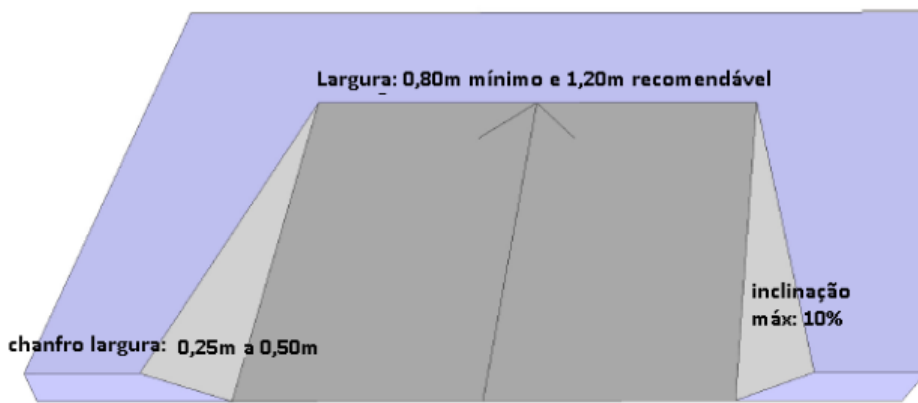 Largura: 0,80m mínimo e 1,20m recomendável
inclinação
máx: 10%
chanfro largura: 0,25m a 0,50m